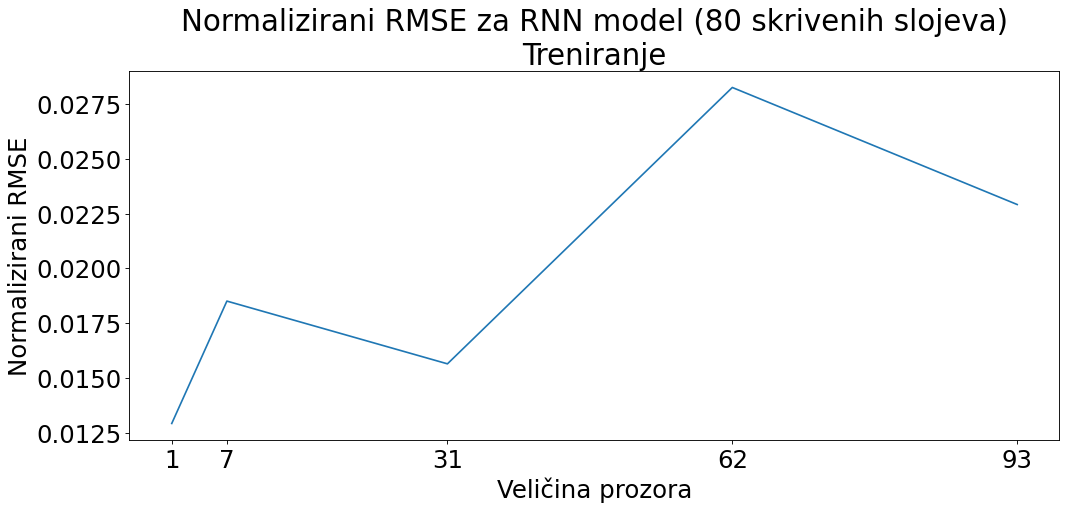 Normalizirani RMSE za RNN model (80 skrivenih slojeva)
Treniranje
Normalizirani RMSE
0.0275
0.0250
0.0225
0.0200
0.0175
0.0150
0.0125
1 7 31 62 93
Veličina prozora